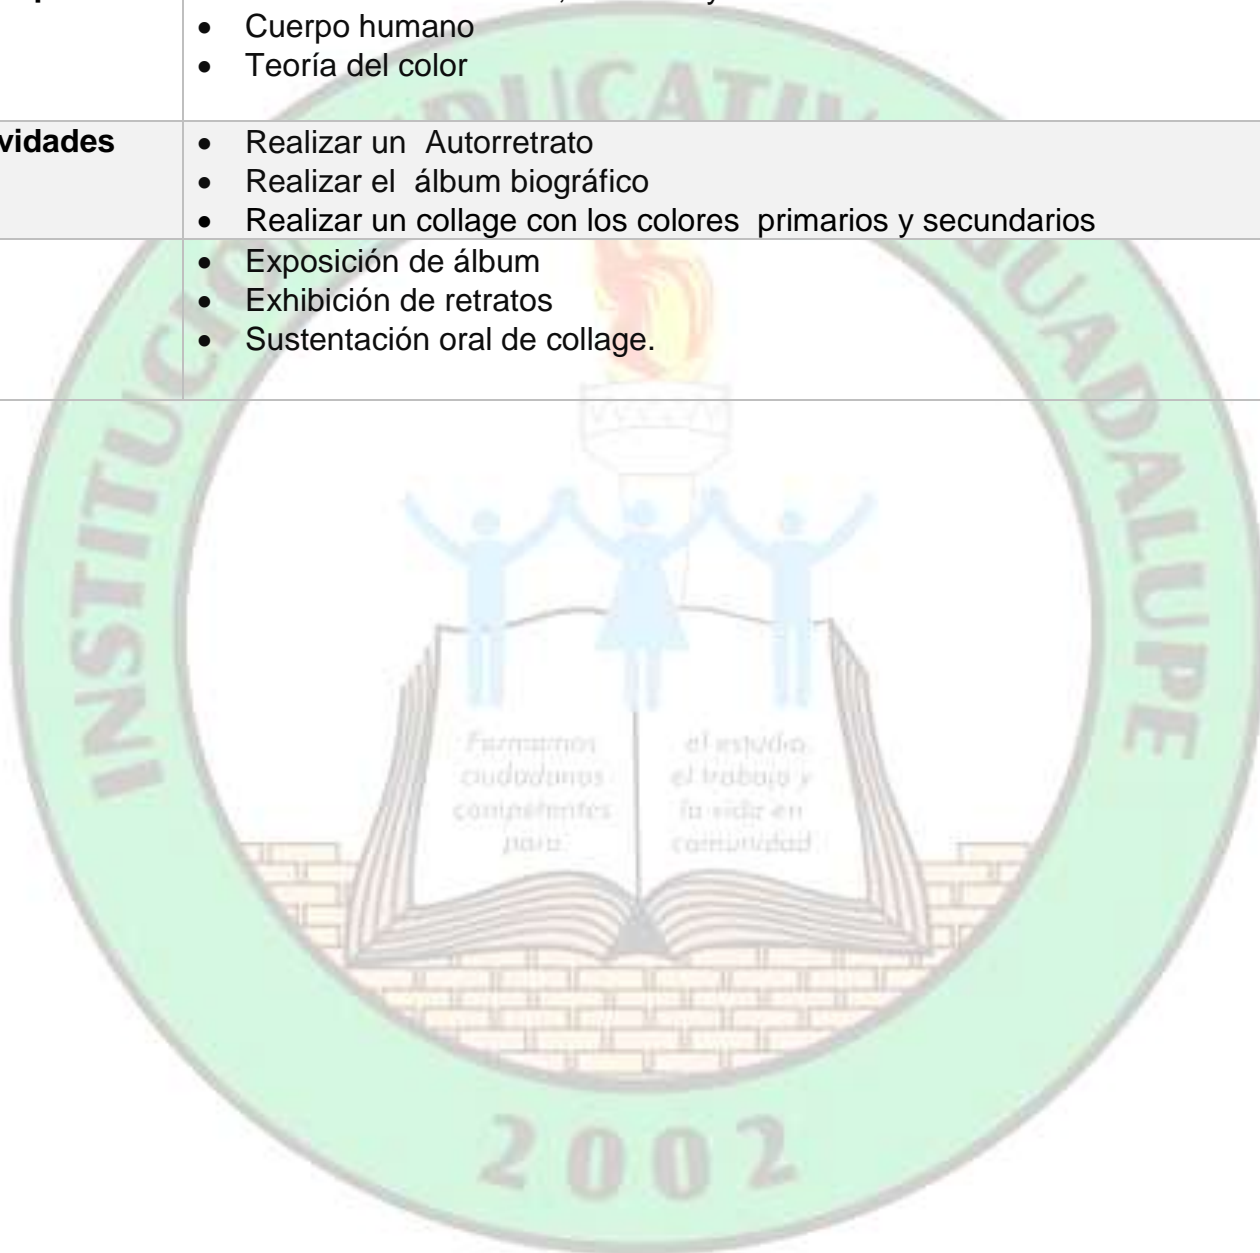 • Cuerpo humano
• Teoría del color
vidades
• Realizar un Autorretrato
• Realizar el álbum biográfico
• Realizar un collage con los colores primarios y secundarios
• Exposición de álbum
• Exhibición de retratos
• Sustentación oral de collage.
INSTITUCIÓN EDUCATIV GUADALUPE
Formamos
ciudadanos
competentes
para
el estudio,
el trabajo y
la vida en
comunidad
2002